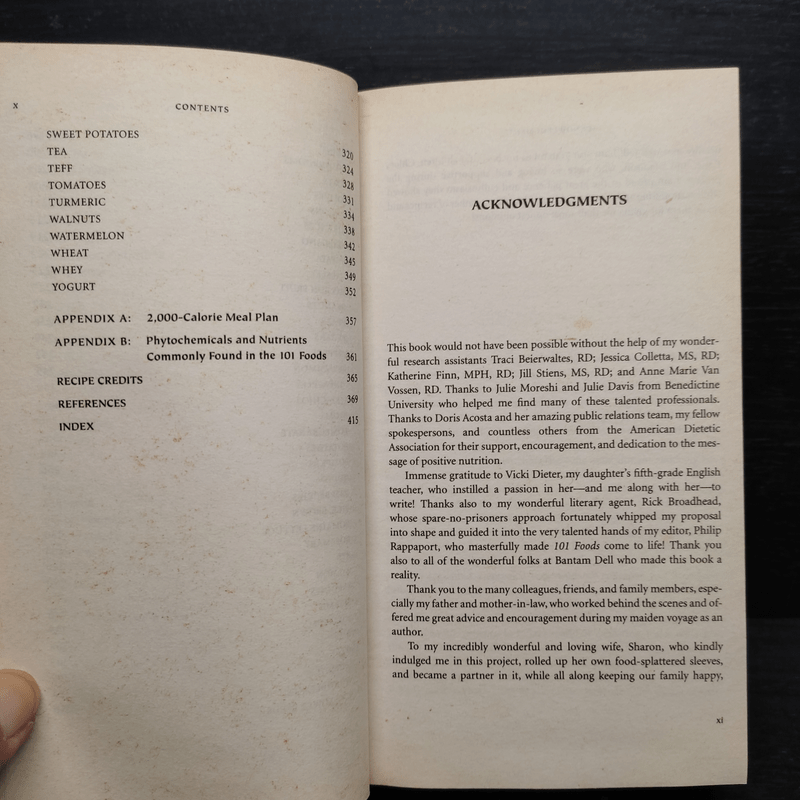 x CONTENTS
SWEET POTATOES 320
TEA 324
TEFF 328
TOMATOES 331
TURMERIC 334
WALNUTS 338
WATERMELON 342
WHEAT 345
WHEY 349
YOGURT 352
APPENDIX A: 2,000-Calorie Meal Plan 357
APPENDIX B: Phytochemicals and Nutrients
Commonly Found in the 101 Foods 361
RECIPE CREDITS 365
REFERENCES 369
INDEX 415
ACKNOWLEDGMENTS
This book would not have been possible without the help of my wonder-
ful research assistants Traci Beierwaltes, RD; Jessica Colletta, MS, RD;
Katherine Finn, MPH, RD; Jill Stiens, MS, RD; and Anne Marie Van
Vossen, RD. Thanks to Julie Moreshi and Julie Davis from Benedictine
University who helped me find many of these talented professionals.
Thanks to Doris Acosta and her amazing public relations team, my fellow
spokespersons, and countless others from the American Dietetic
Association for their support, encouragement, and dedication to the mes-
sage of positive nutrition.
Immense gratitude to Vicki Dieter, my daughter's fifth-grade English
teacher, who instilled a passion in her—and me along with her—to
write! Thanks also to my wonderful literary agent, Rick Broadhead,
whose spare-no-prisoners approach fortunately whipped my proposal
into shape and guided it into the very talented hands of my editor, Philip
Rappaport, who masterfully made 101 Foods come to life! Thank you
also to all of the wonderful folks at Bantam Dell who made this book a
reality.
Thank you to the many colleagues, friends, and family members, espe-
cially my father and mother-in-law, who worked behind the scenes and of-
fered me great advice and encouragement during my maiden voyage as an
author.
To my incredibly wonderful and loving wife, Sharon, who kindly
indulged me in this project, rolled up her own food-splattered sleeves,
and became a partner in it, while all along keeping our family happy,
xi